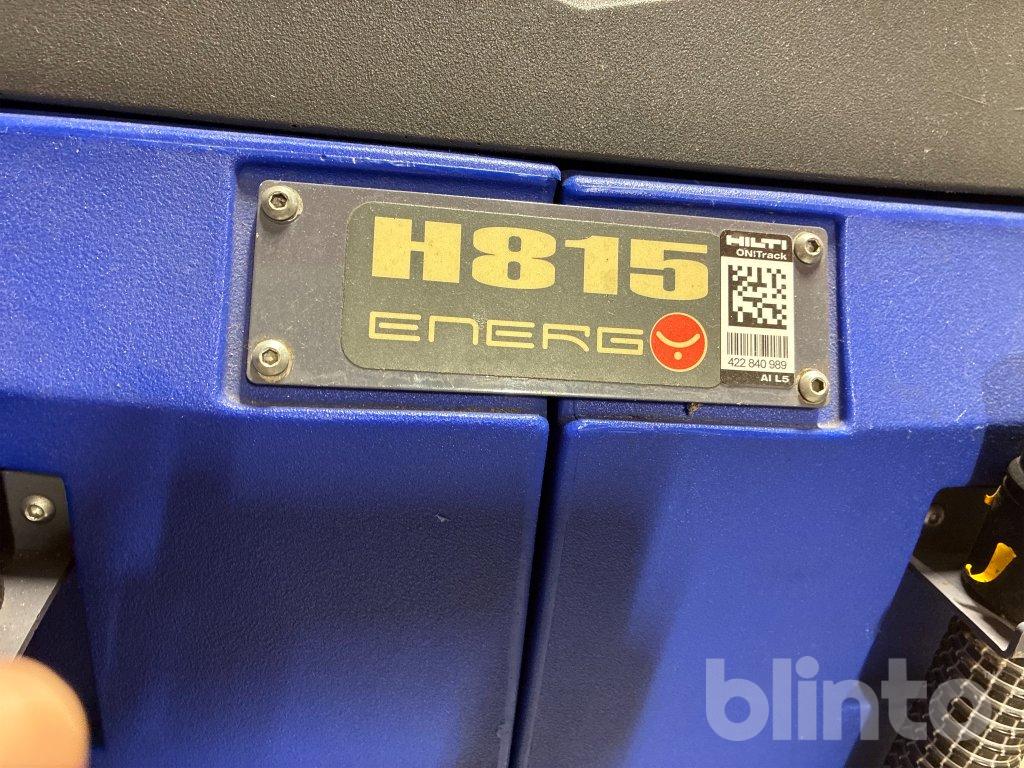 H815
ENERG
HILTI
ON!Track
422 840 989
AI L5
blinto